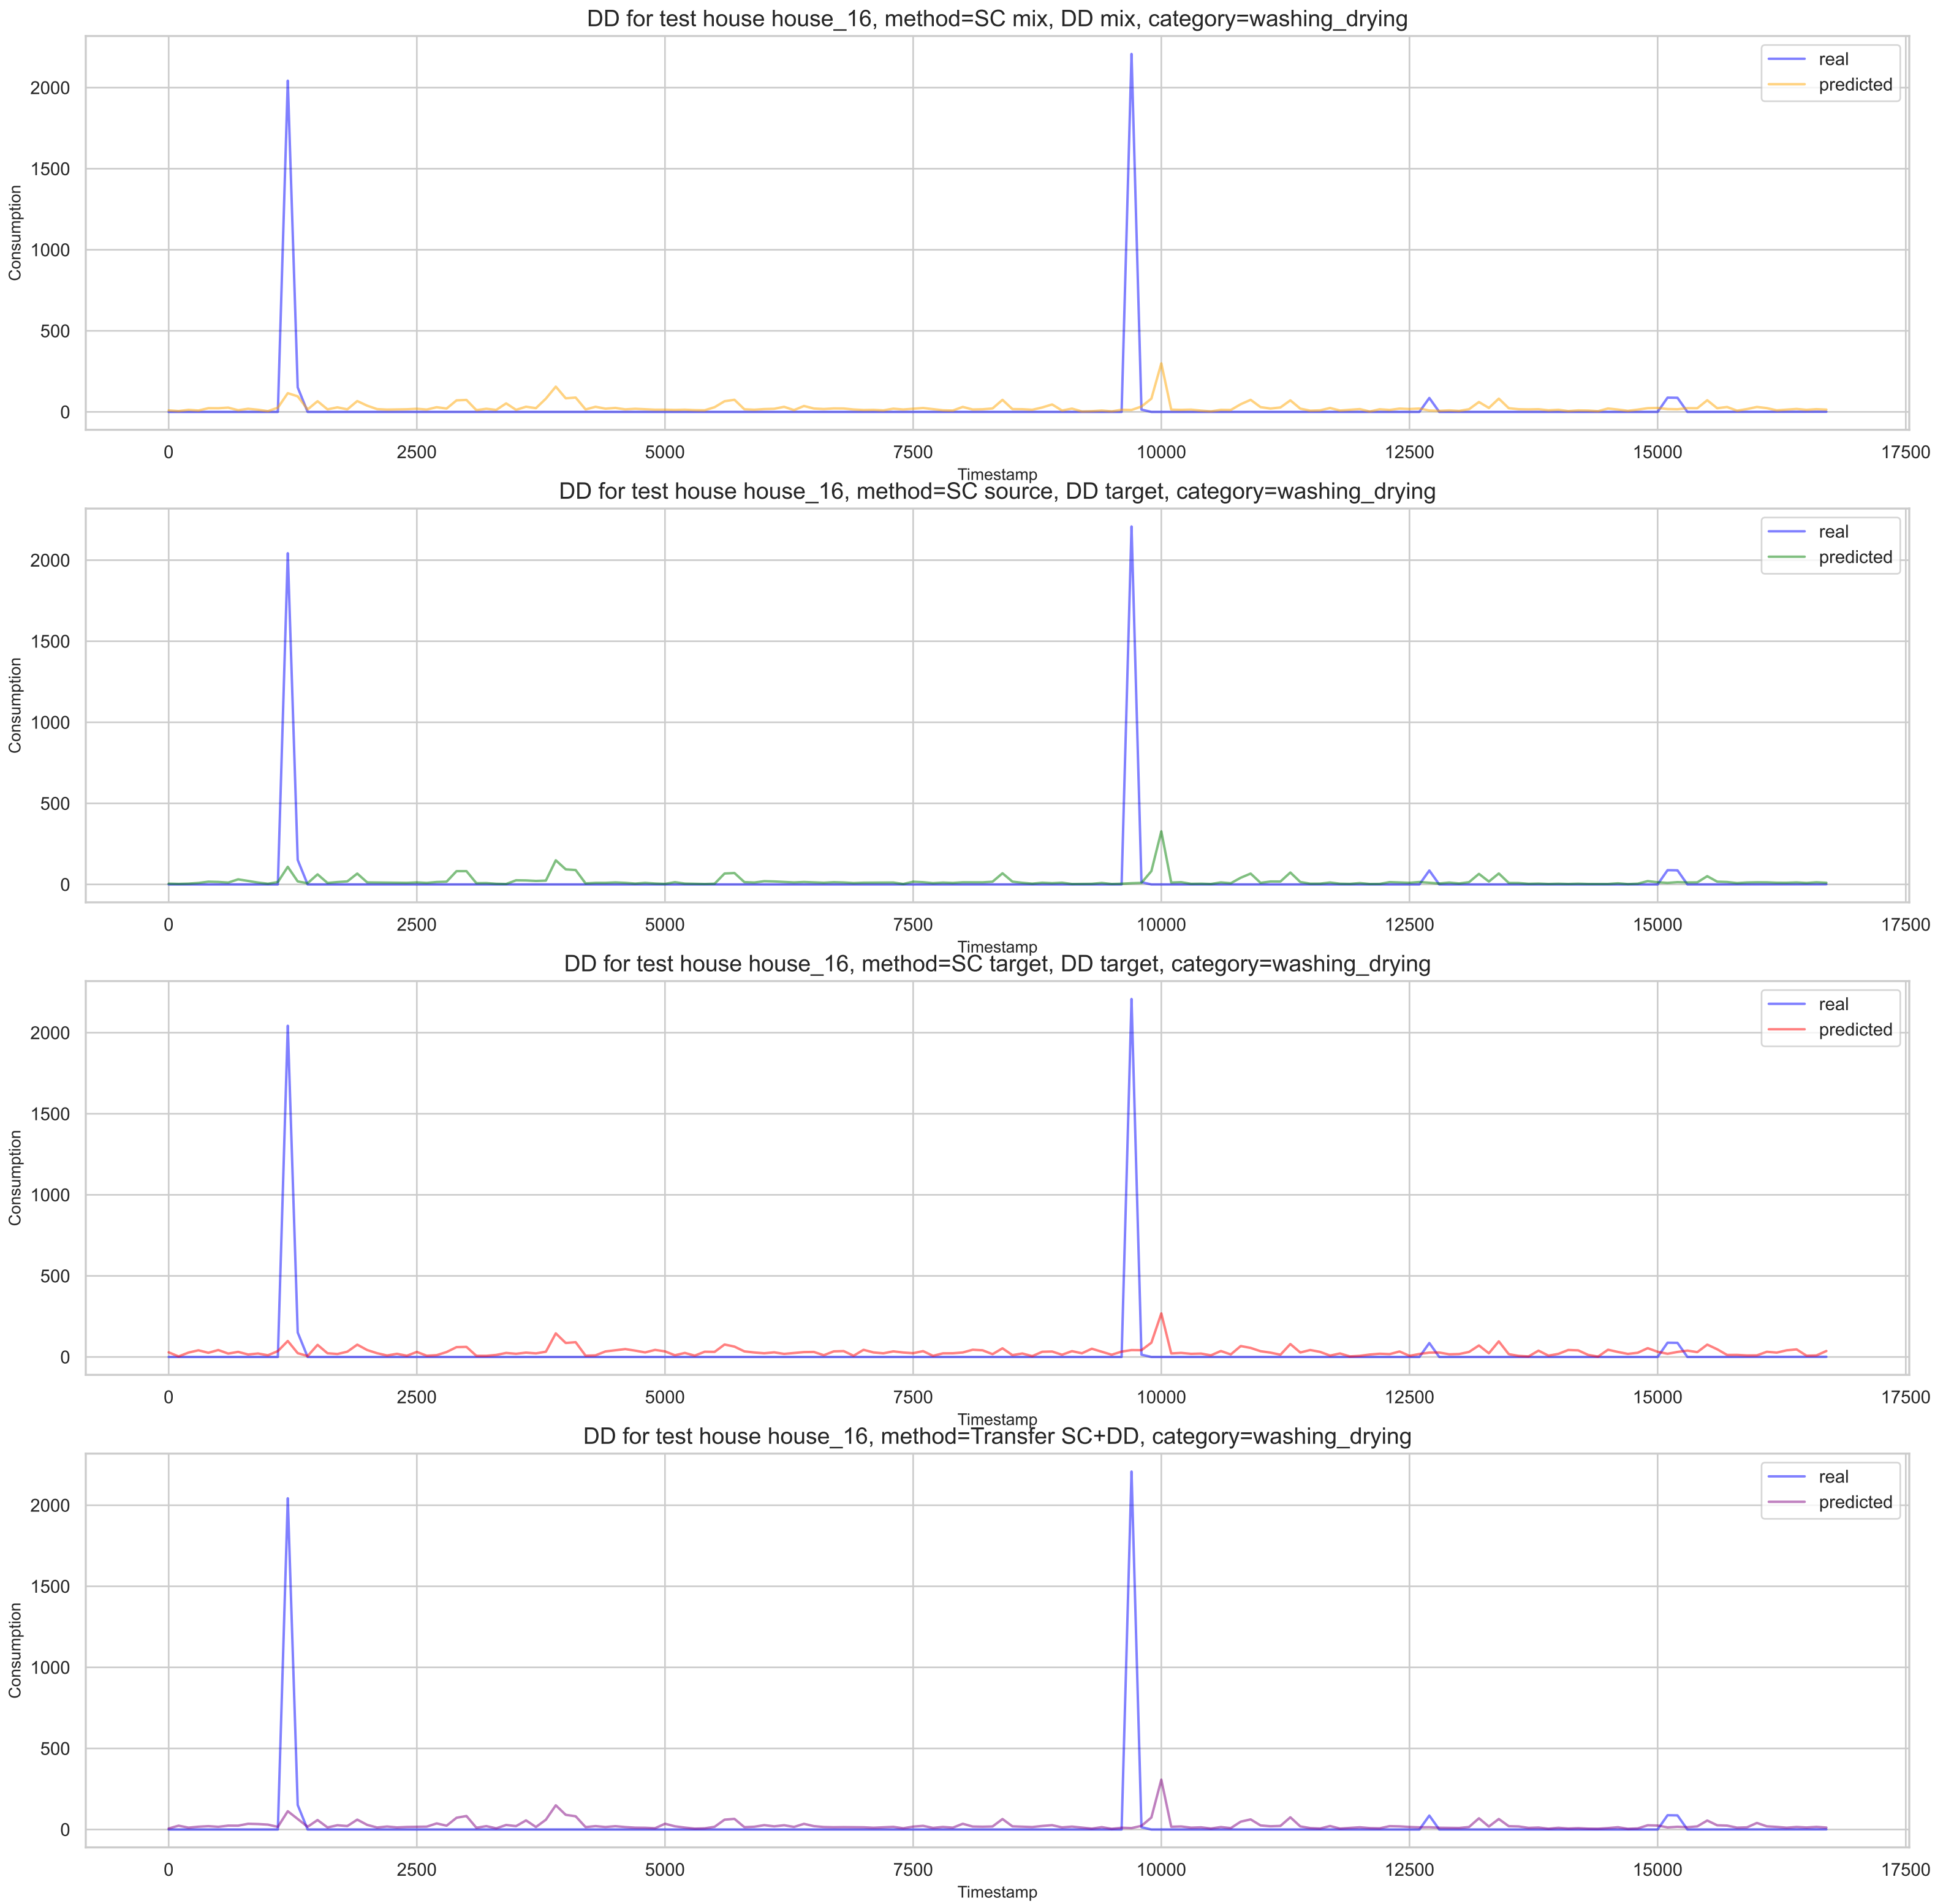 DD for test house house_16, method=SC mix, DD mix, category=washing_drying
real
predicted
2000
1500
1000
500
0
Consumption
0 2500 5000 7500 10000 12500 15000 17500
Timestamp
DD for test house house_16, method=SC source, DD target, category=washing_drying
real
predicted
2000
1500
1000
500
0
Consumption
0 2500 5000 7500 10000 12500 15000 17500
Timestamp
DD for test house house_16, method=SC target, DD target, category=washing_drying
real
predicted
2000
1500
1000
500
0
Consumption
0 2500 5000 7500 10000 12500 15000 17500
Timestamp
DD for test house house_16, method=Transfer SC+DD, category=washing_drying
real
predicted
2000
1500
1000
500
0
Consumption
0 2500 5000 7500 10000 12500 15000 17500
Timestamp